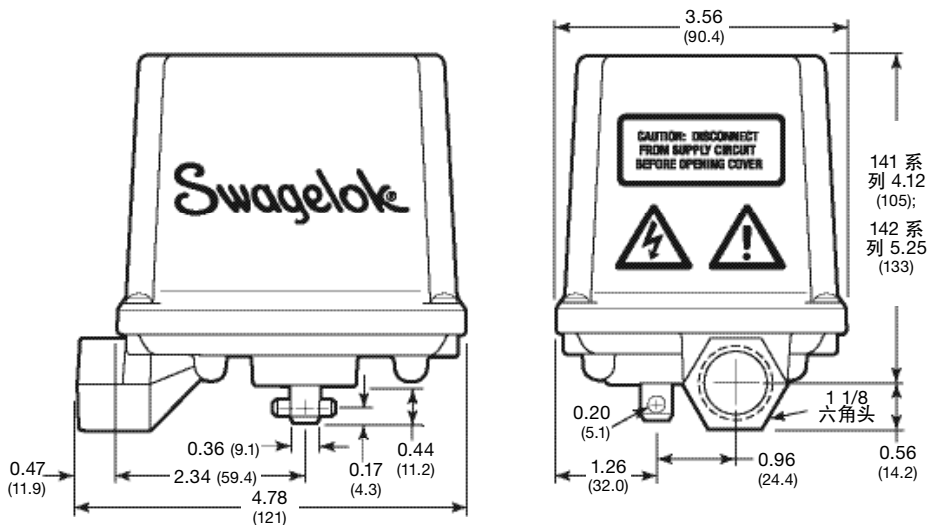 3.56
(90.4)
Swagelok®
CAUTION: DISCONNECT
FROM SUPPLY CIRCUIT
BEFORE OPENING COVER
141 系
列 4.12
(105);
142 系
列 5.25
(133)
0.36 (9.1)
0.47
(11.9)
2.34 (59.4)
0.17
(4.3)
0.44
(11.2)
4.78
(121)
0.20
(5.1)
1 1/8
六角头
1.26
(32.0)
0.96
(24.4)
0.56
(14.2)